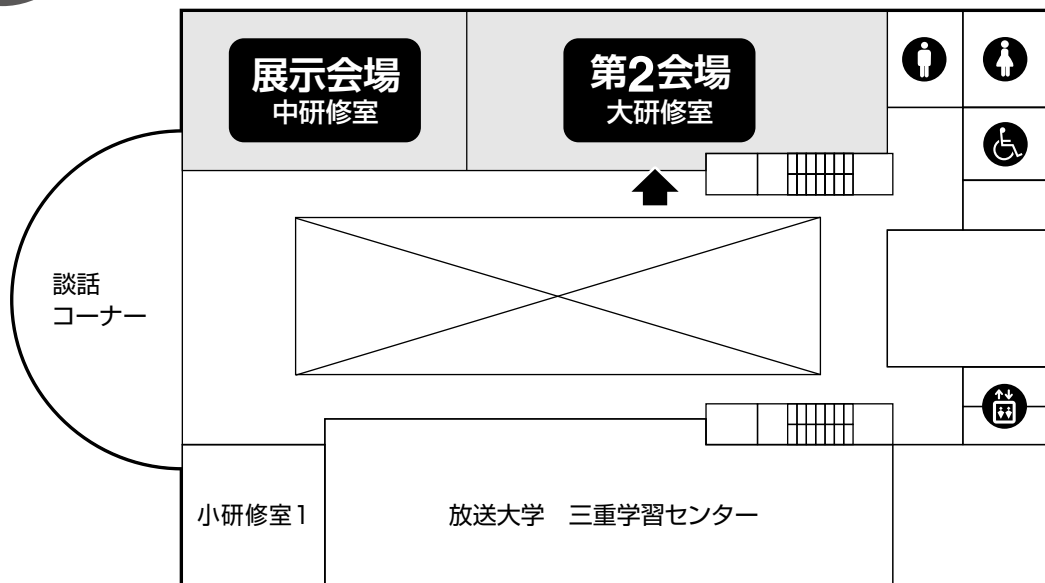 展示会場
中研修室
第2会場
大研修室
談話
コーナー
小研修室1
放送大学　三重学習センター